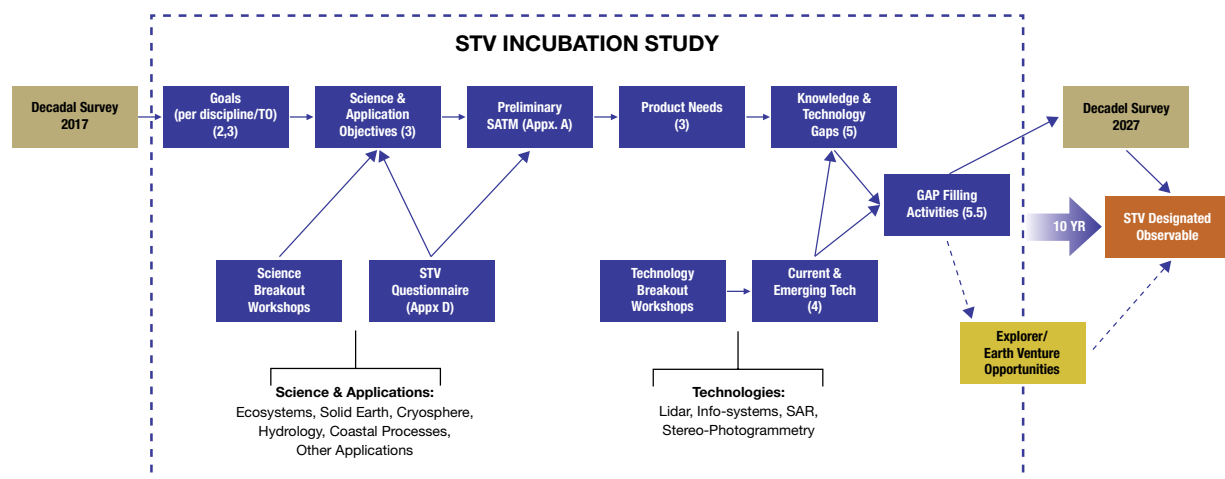 STV INCUBATION STUDY
Decadal Survey
2017
Goals
(per discipline/TO)
(2,3)
Science &
Application
Objectives (3)
Preliminary
SATM (Appx. A)
Product Needs
(3)
Knowledge &
Technology
Gaps (5)
Decadel Survey
2027
GAP Filling
Activities (5.5)
10 YR
STV Designated
Observable
Science
Breakout
Workshops
STV
Questionnaire
(Appx D)
Technology
Breakout
Workshops
Current &
Emerging Tech
(4)
Explorer/
Earth Venture
Opportunities
Science & Applications:
Ecosystems, Solid Earth, Cryosphere,
Hydrology, Coastal Processes,
Other Applications
Technologies:
Lidar, Info-systems, SAR,
Stereo-Photogrammetry